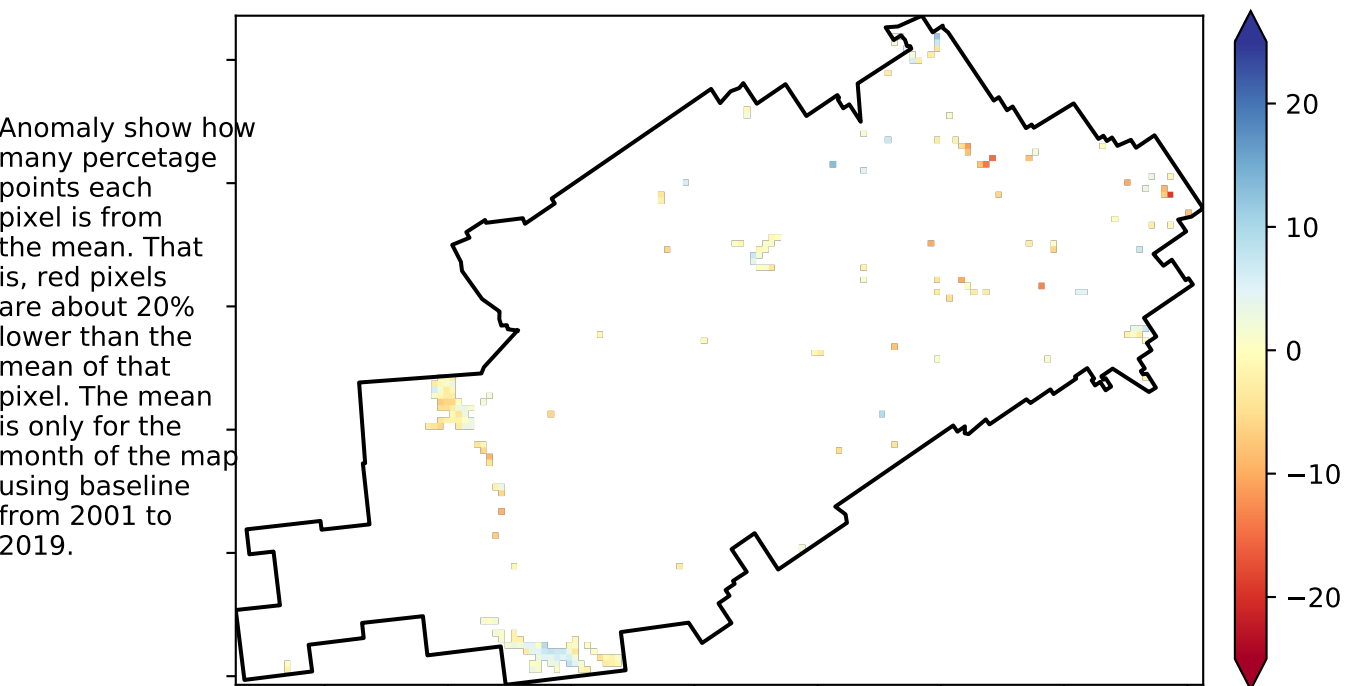 Anomaly show how
many percetage
points each
pixel is from
the mean. That
is, red pixels
are about 20%
lower than the
mean of that
pixel. The mean
is only for the
month of the map
using baseline
from 2001 to
2019.
20
10
0
−10
−20